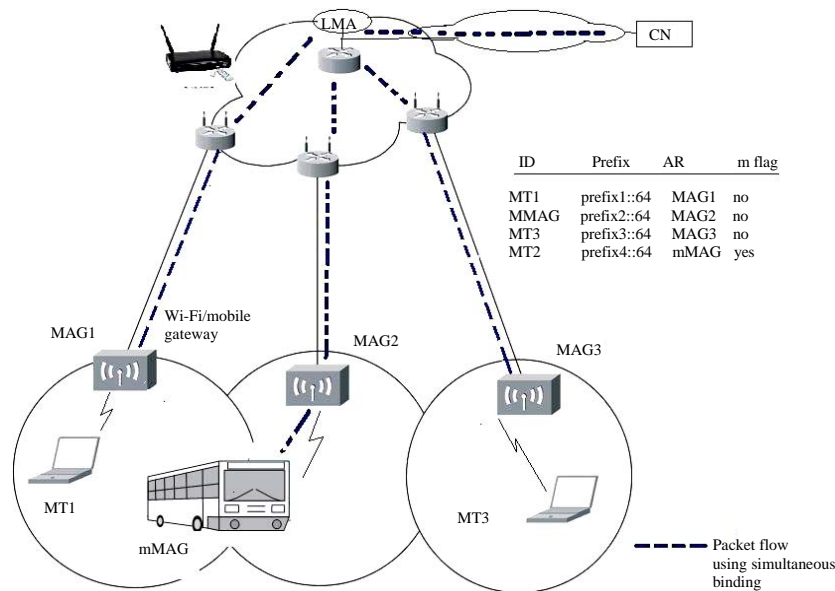 LMA
CN
ID Prefix AR m flag
MT1 prefix1::64 MAG1 no
MMAG prefix2::64 MAG2 no
MT3 prefix3::64 MAG3 no
MT2 prefix4::64 mMAG yes
Wi-Fi/mobile
gateway
MAG1
MAG2
MAG3
MT1
mMAG
MT3
Packet flow
using simultaneous
binding